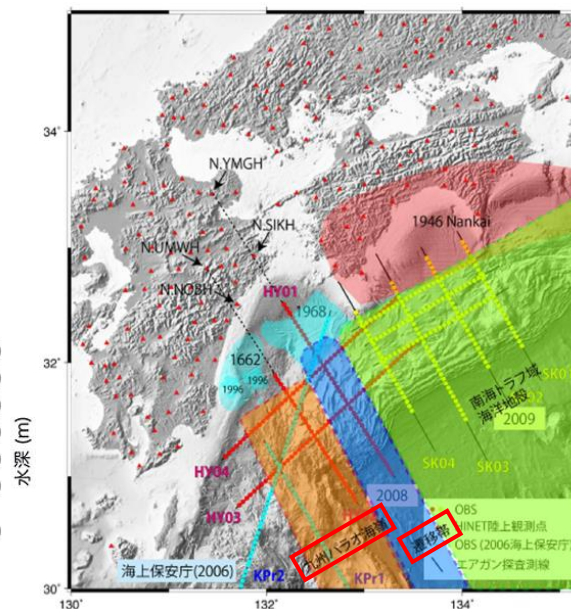 34°
N.YMGH
1946 Nankai
N.SIKH
N.UMWH
N.NOBH
HY01
1968
32°
1662
1996
1996
南海トラフ域
海洋地殻
2009
SK04
SK03
HY04
HY03
2008
OBS
HINET陸上観測点
OBS (2006海上保安庁)
エアガン探査測線
九州パラオ海嶺
遷移帯
海上保安庁(2006)
KPr2
KPr1
30°
130°
132°
134°
水深 (m)